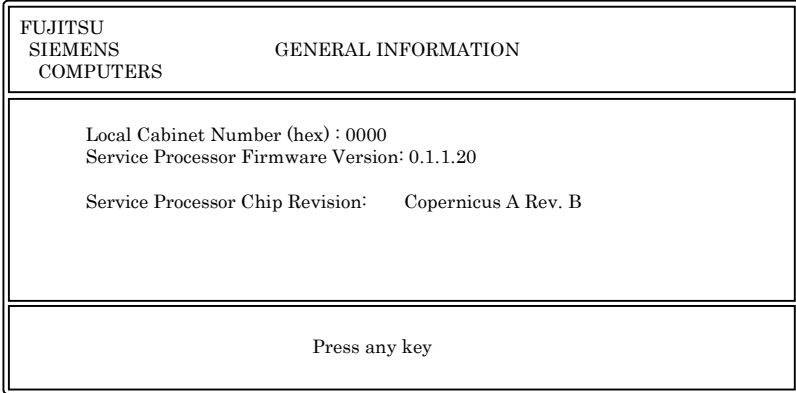 FUJITSU
SIEMENS GENERAL INFORMATION
COMPUTERS
Local Cabinet Number (hex) : 0000
Service Processor Firmware Version: 0.1.1.20
Service Processor Chip Revision: Copernicus A Rev. B
Press any key